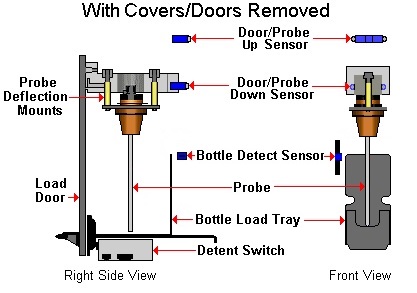 With Covers/Doors Removed
Door/Probe
Up Sensor
Probe
Deflection
Mounts
Door/Probe
Down Sensor
Bottle Detect Sensor
Load
Door
Probe
Bottle Load Tray
Detent Switch
Right Side View
Front View